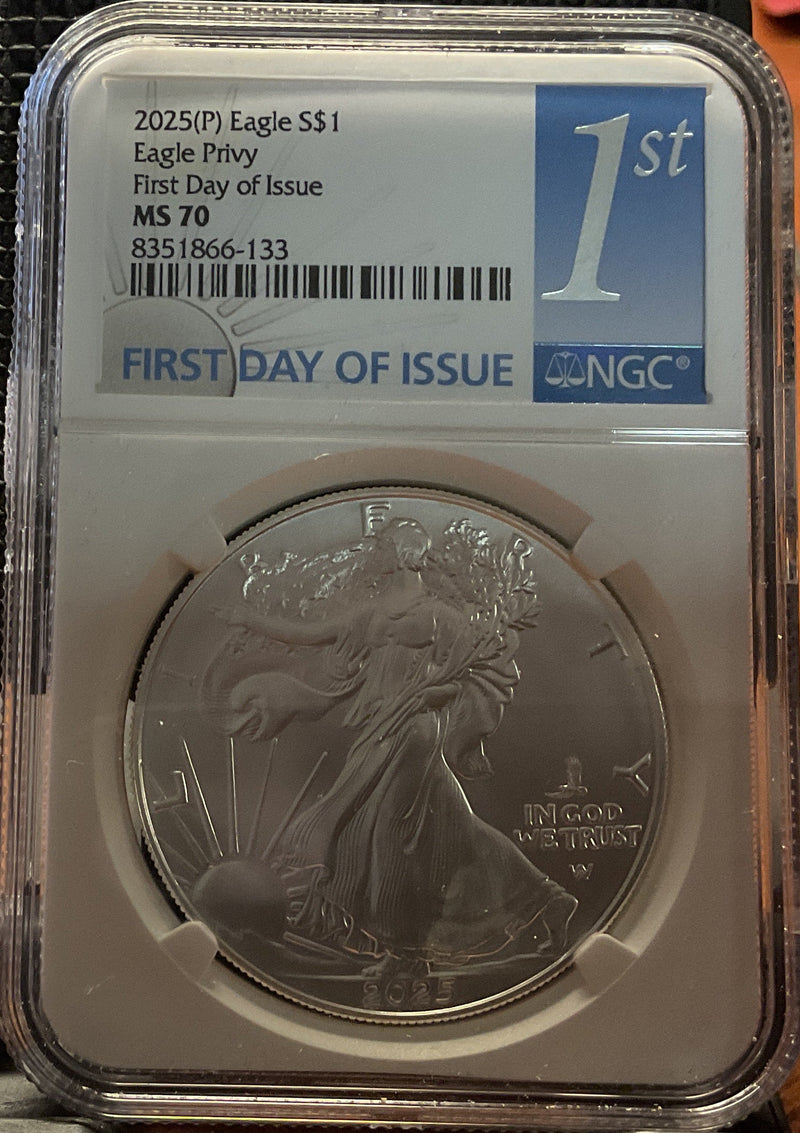 2025(P) Eagle S$1
Eagle Privy
First Day of Issue
MS 70
8351866-133
FIRST DAY OF ISSUE
1st
NGC®
LIBERTY
IN GOD
WE TRUST
W
2025